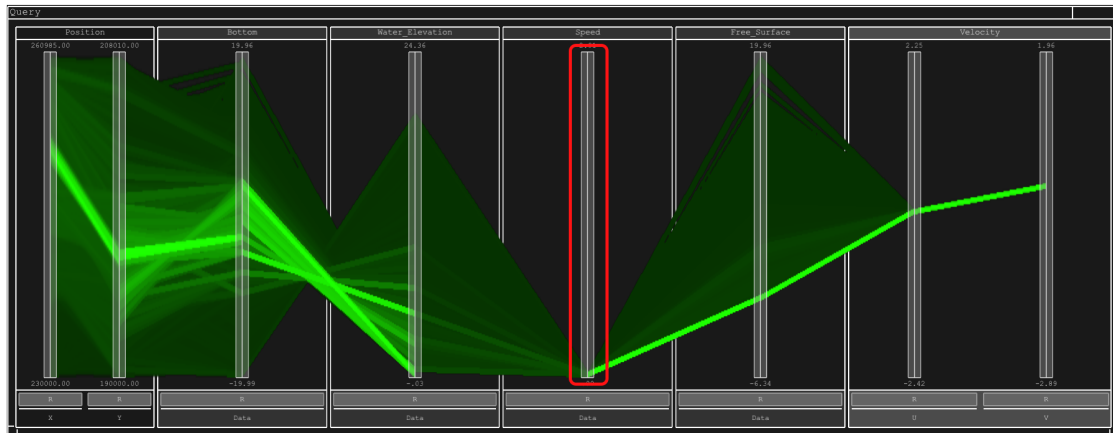 Query
Position Bottom Water_Elevation Speed Free_Surface Velocity
260985.00 208010.00 19.96 24.36 19.96 2.25 1.96
230000.00 190000.00 -19.99 -.03 -6.24 -2.42 -2.89
R R R R R R R R
X Y Data Data Data Data U V